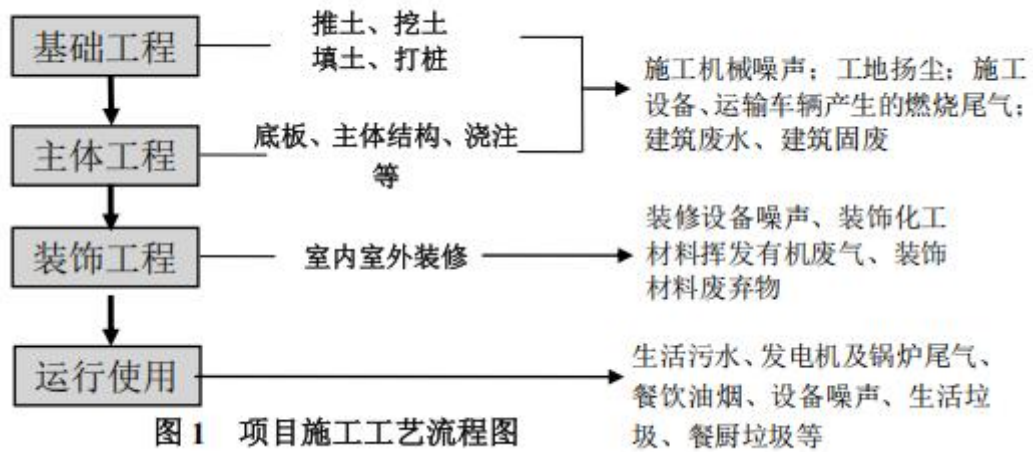 基础工程
推土、挖土
填土、打桩
施工机械噪声；工地扬尘；施工
设备、运输车辆产生的燃烧尾气；
建筑废水、建筑固废
主体工程
底板、主体结构、浇注
等
装饰工程
室内室外装修
装修设备噪声、装饰化工
材料挥发有机废气、装饰
材料废弃物
运行使用
生活污水、发电机及锅炉尾气、
餐饮油烟、设备噪声、生活垃
圾、餐厨垃圾等
图 1 项目施工工艺流程图